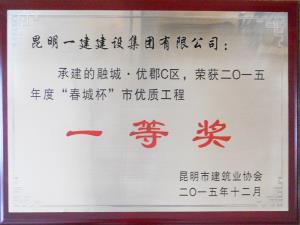 昆明一建建设集团有限公司：
承建的融城·优郡C区，荣获二〇一五
年度“春城杯”市优质工程
一等奖
昆明市建筑业协会
二〇一五年十二月